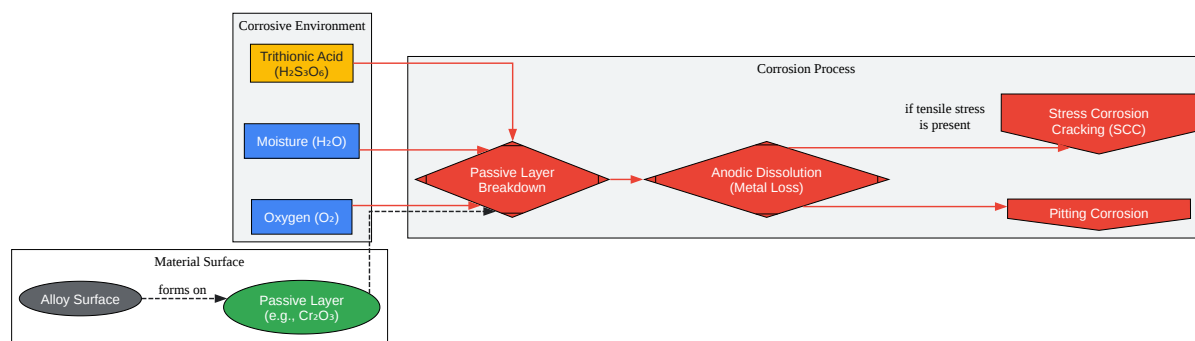 Corrosive Environment
Trithionic Acid
(H₂S₃O₆)
Moisture (H₂O)
Oxygen (O₂)
Corrosion Process
Passive Layer
Breakdown
Anodic Dissolution
(Metal Loss)
if tensile stress
is present
Stress Corrosion
Cracking (SCC)
Pitting Corrosion
Material Surface
Alloy Surface
forms on
Passive Layer
(e.g., Cr₂O₃)